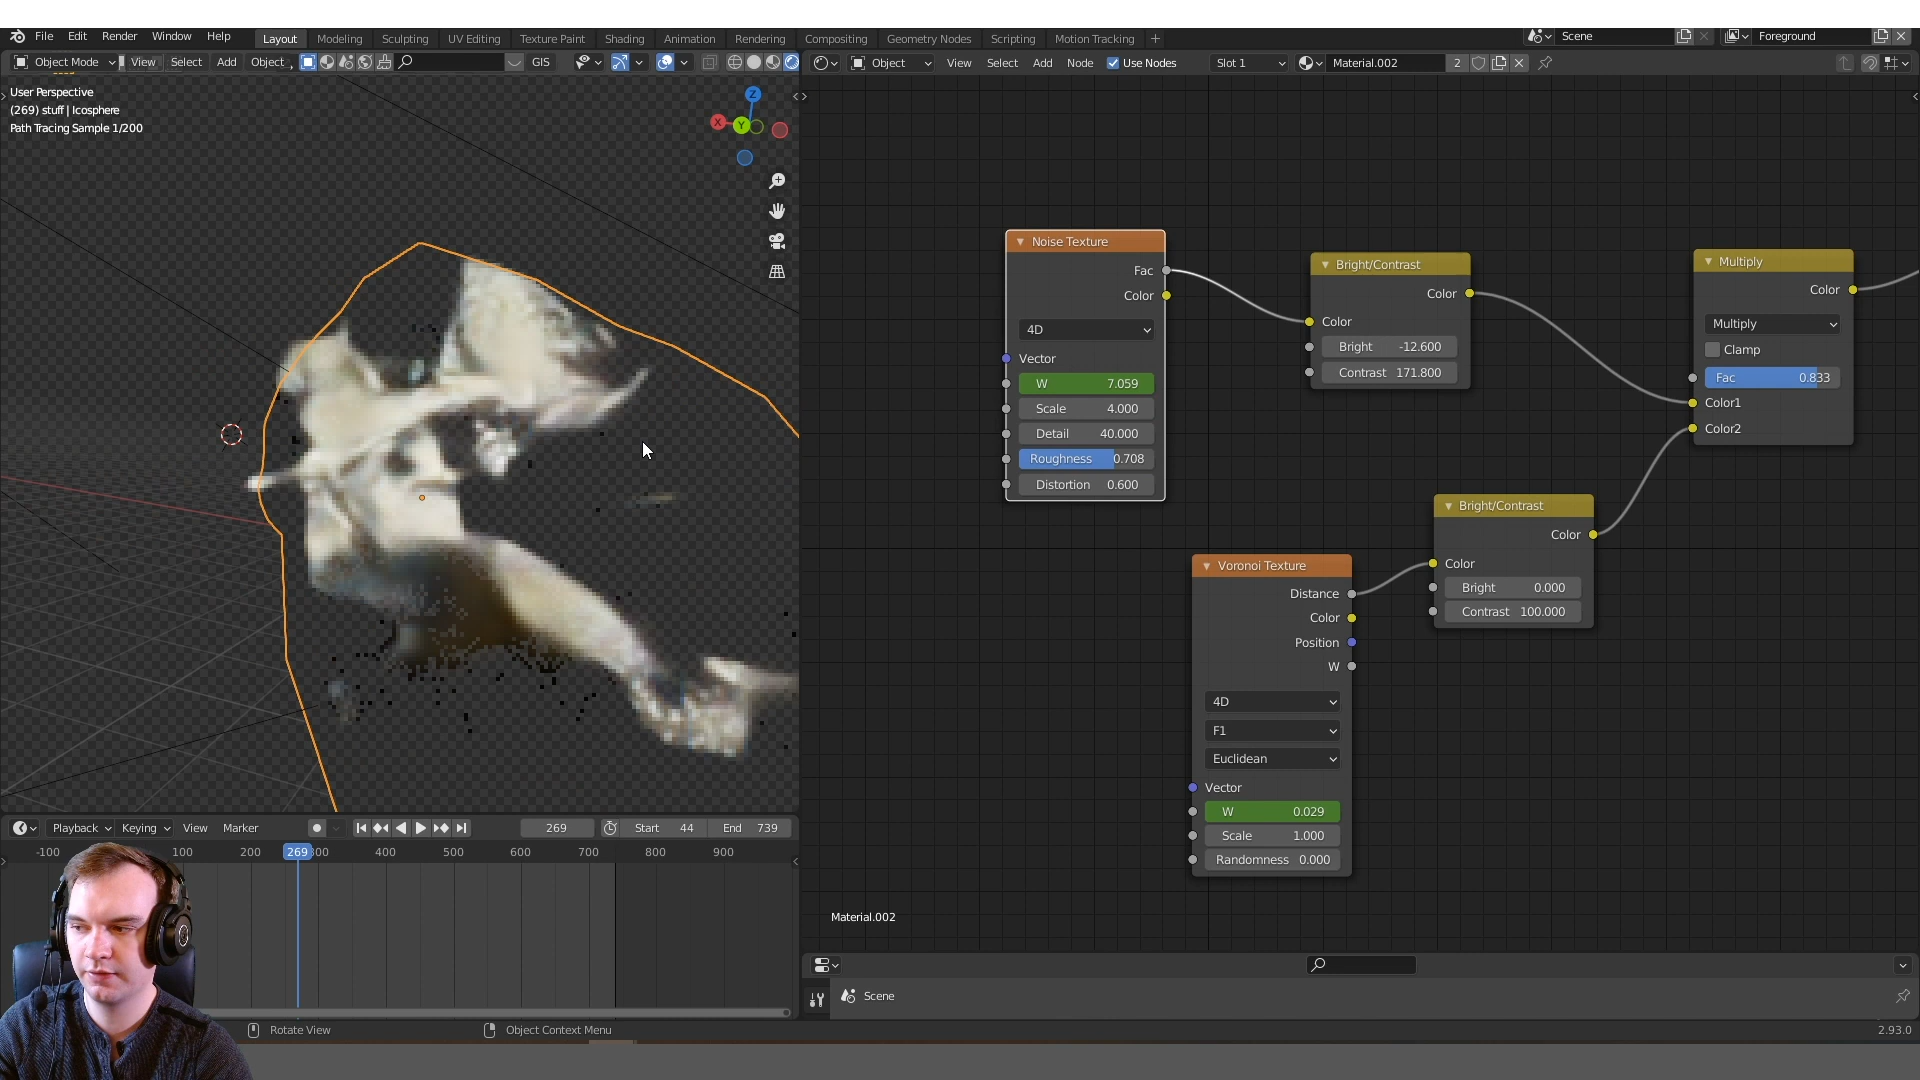 File Edit Render Window Help Layout Modeling Sculpting UV Editing Texture Paint Shading Animation Rendering Compositing Geometry Nodes Scripting Motion Tracking + Scene Foreground
Object Mode View Select Add Object GIS Object View Select Add Node Use Nodes Slot 1 Material.002 2
User Perspective
(269) stuff | Icosphere
Path Tracing Sample 1/200
Z
X Y
Noise Texture
Fac
Color
4D
Vector
W 7.059
Scale 4.000
Detail 40.000
Roughness 0.708
Distortion 0.600
Bright/Contrast
Color
Color
Bright -12.600
Contrast 171.800
Multiply
Color
Multiply
Clamp
Fac 0.833
Color1
Color2
Bright/Contrast
Color
Color
Bright 0.000
Contrast 100.000
Voronoi Texture
Distance
Color
Position
W
4D
F1
Euclidean
Vector
W 0.029
Scale 1.000
Randomness 0.000
Material.002
Playback Keying View Marker 269 Start 44 End 739
-100 100 200 269 300 400 500 600 700 800 900
Scene
Rotate View Object Context Menu 2.93.0